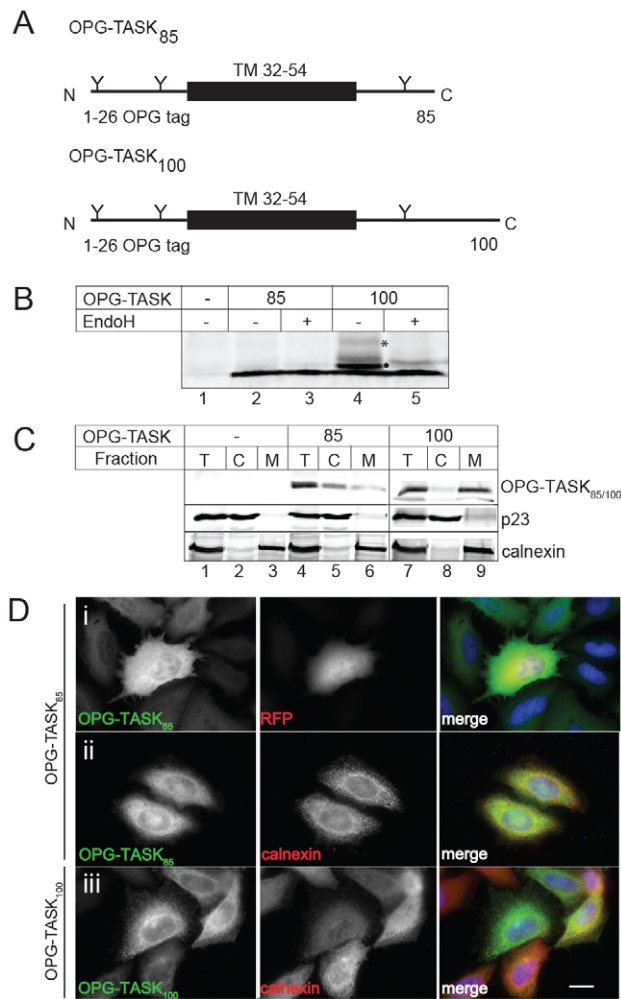 A
OPG-TASK85
Y Y TM 32-54 Y
N C
1-26 OPG tag 85
OPG-TASK100
Y Y TM 32-54 Y
N C
1-26 OPG tag 100
B
OPG-TASK - 85 100
EndoH - - + - +
*
•
1 2 3 4 5
C
OPG-TASK - 85 100
Fraction T C M T C M T C M
OPG-TASK85/100
p23
calnexin
1 2 3 4 5 6 7 8 9
D
OPG-TASK85
i
OPG-TASK85 RFP merge
ii
OPG-TASK85 calnexin merge
OPG-TASK100
iii
OPG-TASK100 calnexin merge